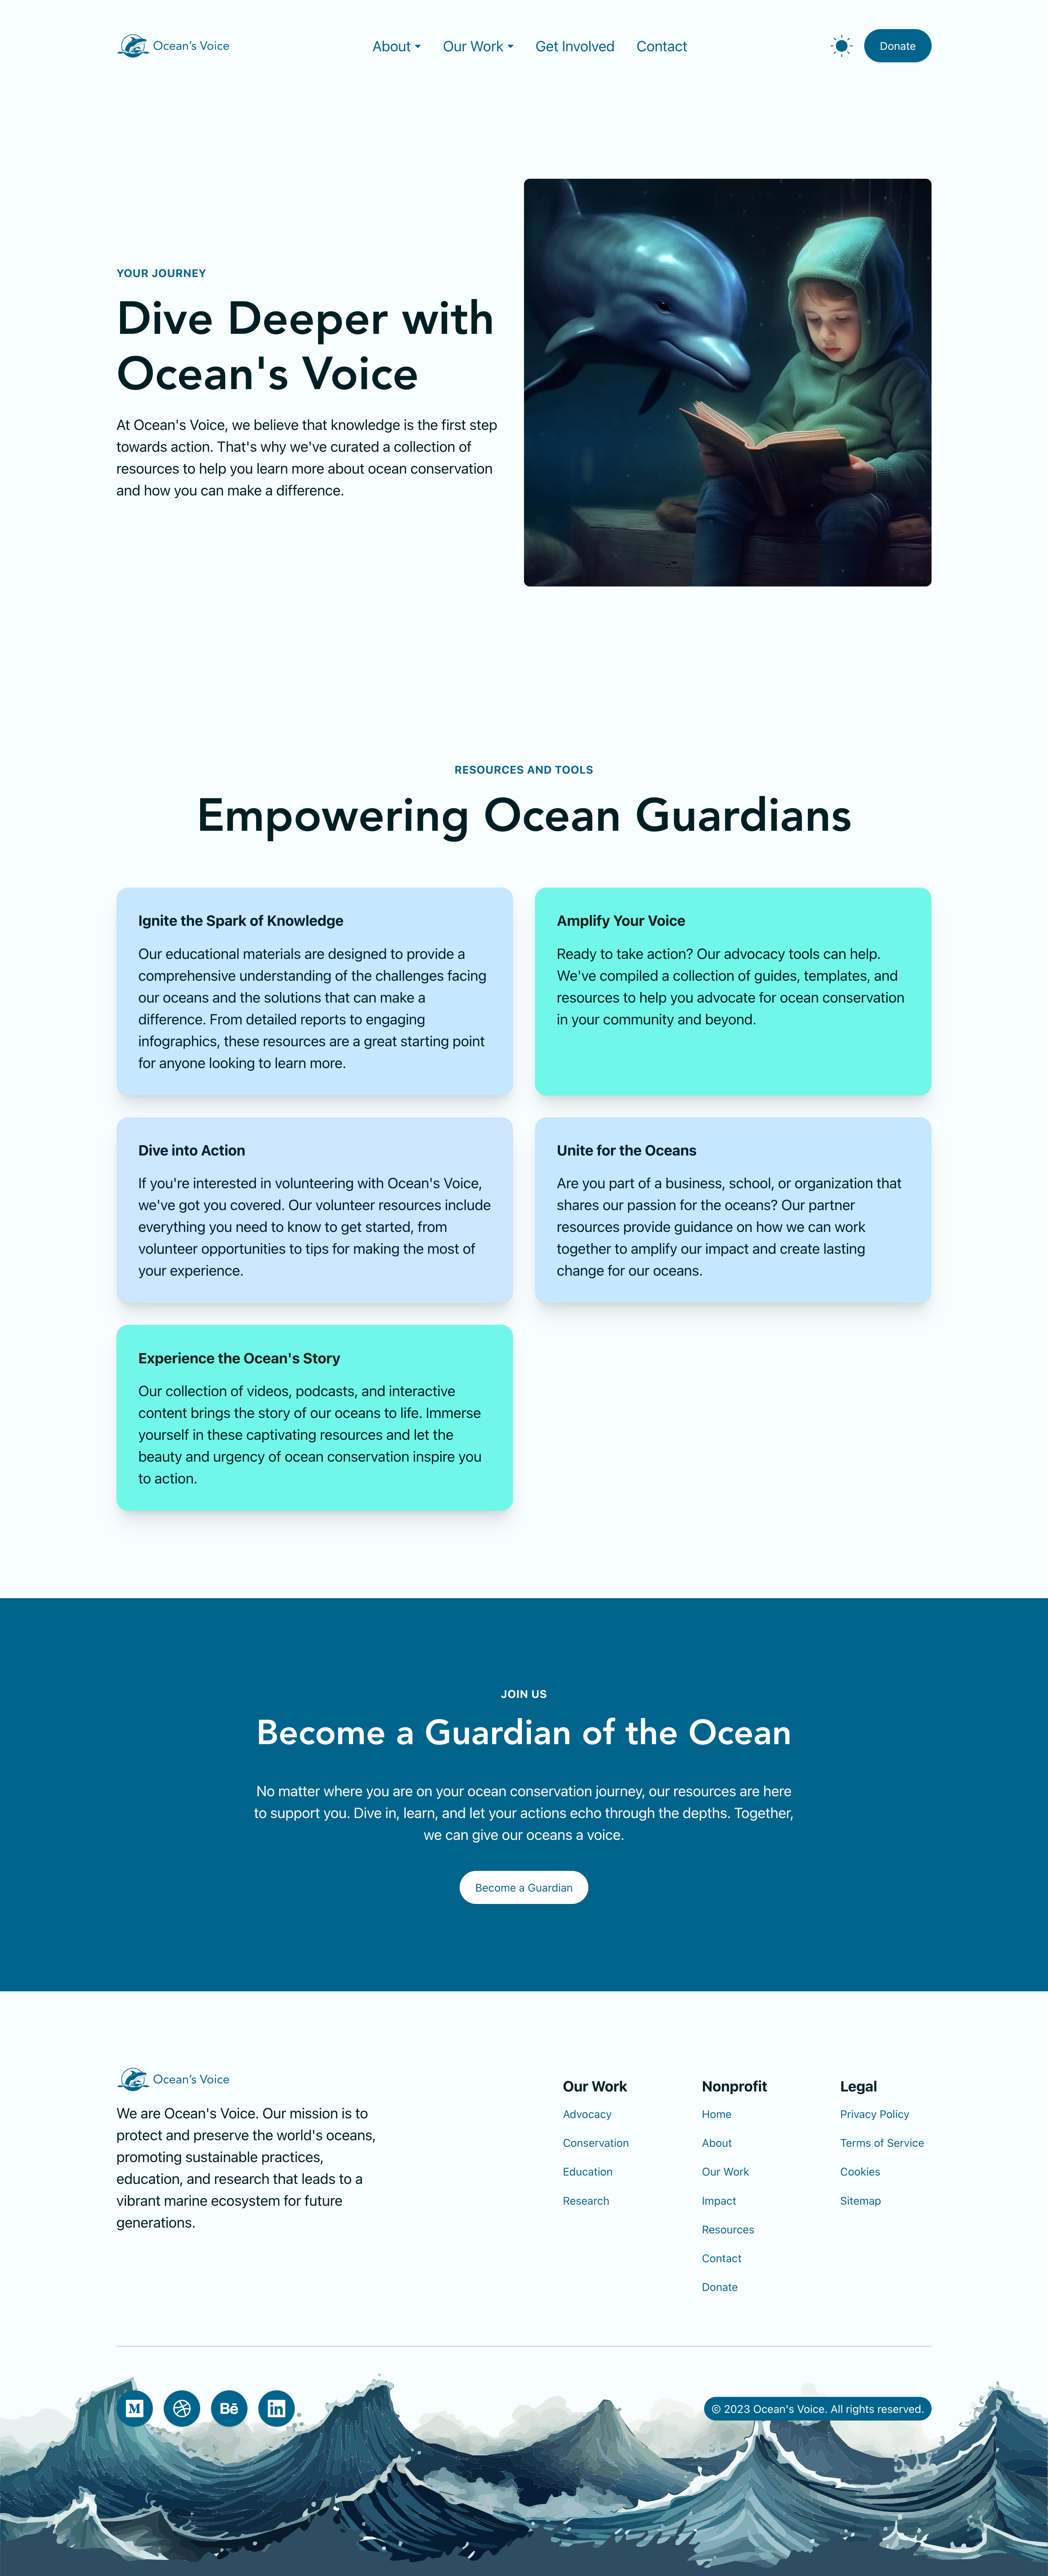 Ocean's Voice
About
Our Work
Get Involved
Contact
Donate
YOUR JOURNEY
Dive Deeper with
Ocean's Voice
At Ocean's Voice, we believe that knowledge is the first step
towards action. That's why we've curated a collection of
resources to help you learn more about ocean conservation
and how you can make a difference.
RESOURCES AND TOOLS
Empowering Ocean Guardians
Ignite the Spark of Knowledge
Our educational materials are designed to provide a
comprehensive understanding of the challenges facing
our oceans and the solutions that can make a
difference. From detailed reports to engaging
infographics, these resources are a great starting point
for anyone looking to learn more.
Amplify Your Voice
Ready to take action? Our advocacy tools can help.
We've compiled a collection of guides, templates, and
resources to help you advocate for ocean conservation
in your community and beyond.
Dive into Action
If you're interested in volunteering with Ocean's Voice,
we've got you covered. Our volunteer resources include
everything you need to know to get started, from
volunteer opportunities to tips for making the most of
your experience.
Unite for the Oceans
Are you part of a business, school, or organization that
shares our passion for the oceans? Our partner
resources provide guidance on how we can work
together to amplify our impact and create lasting
change for our oceans.
Experience the Ocean's Story
Our collection of videos, podcasts, and interactive
content brings the story of our oceans to life. Immerse
yourself in these captivating resources and let the
beauty and urgency of ocean conservation inspire you
to action.
JOIN US
Become a Guardian of the Ocean
No matter where you are on your ocean conservation journey, our resources are here
to support you. Dive in, learn, and let your actions echo through the depths. Together,
we can give our oceans a voice.
Become a Guardian
Ocean's Voice
We are Ocean's Voice. Our mission is to
protect and preserve the world's oceans,
promoting sustainable practices,
education, and research that leads to a
vibrant marine ecosystem for future
generations.
Our Work
Advocacy
Conservation
Education
Research
Nonprofit
Home
About
Our Work
Impact
Resources
Contact
Donate
Legal
Privacy Policy
Terms of Service
Cookies
Sitemap
M
Bē
in
© 2023 Ocean's Voice. All rights reserved.